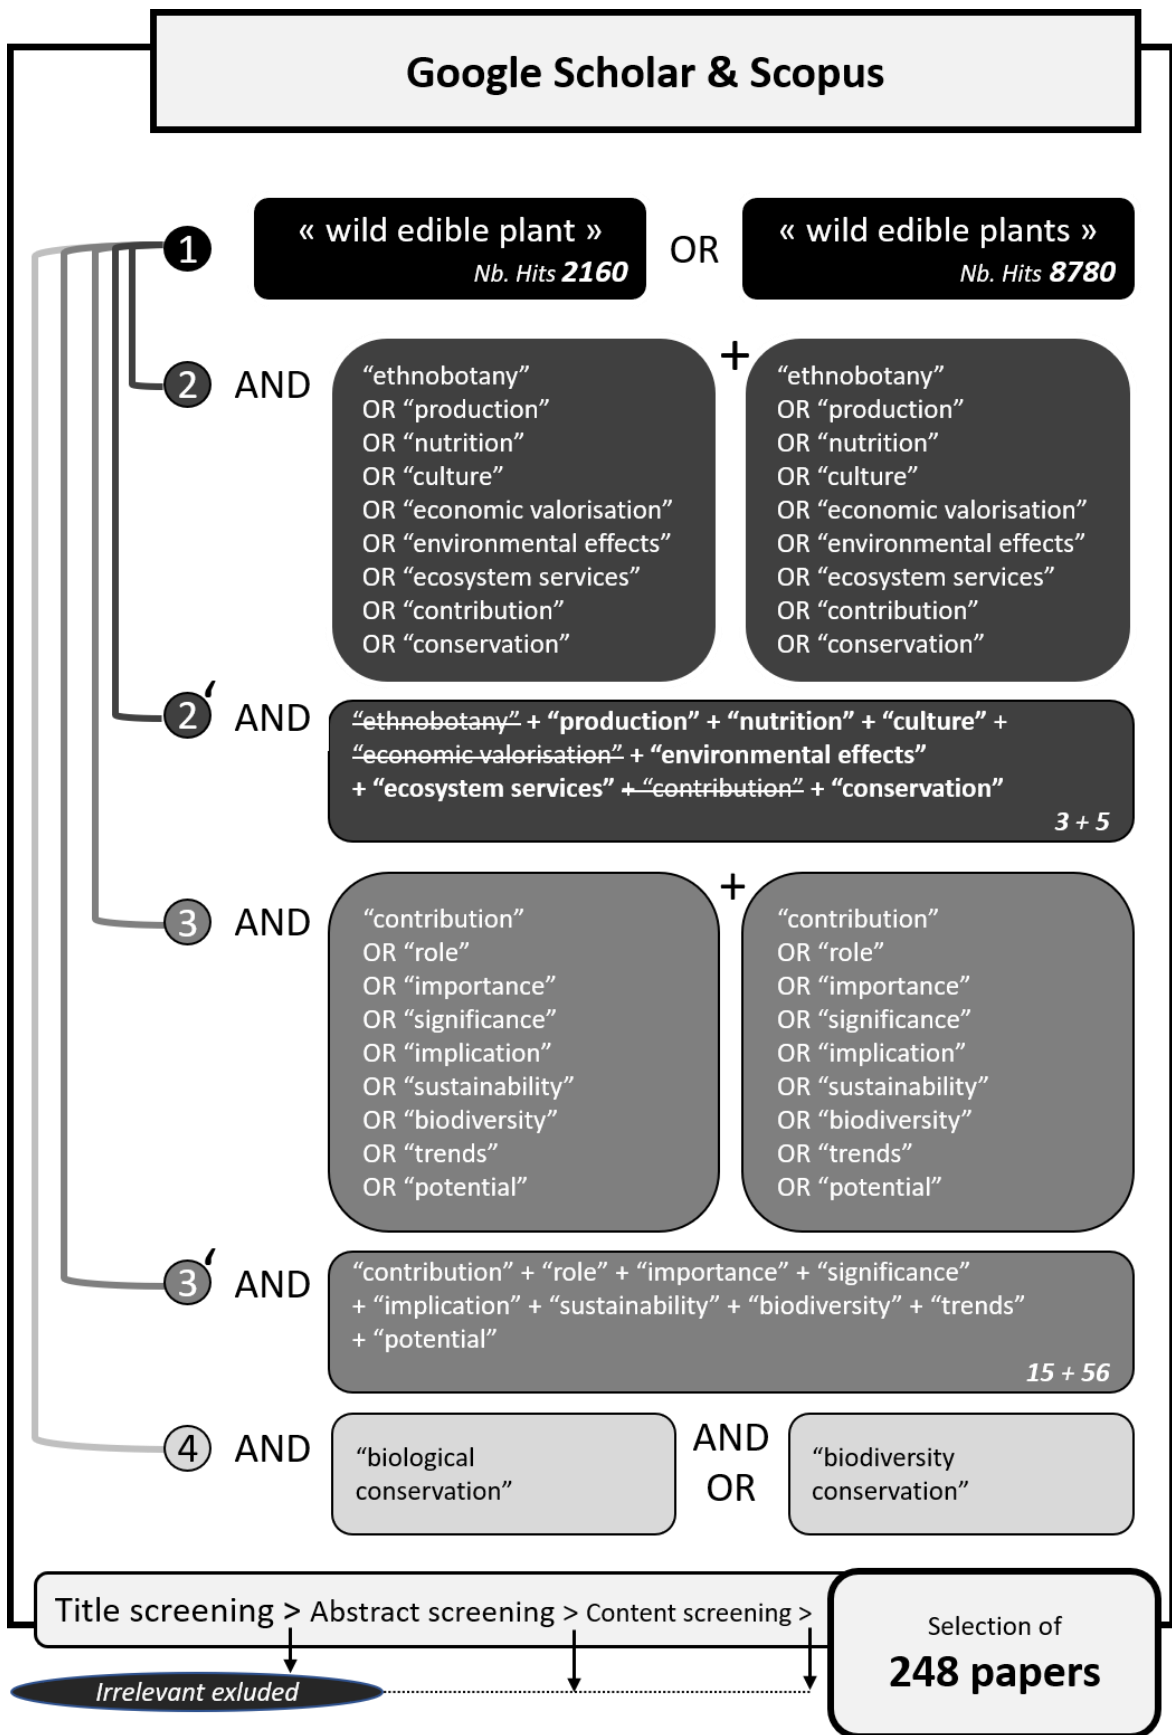 Google Scholar & Scopus
1
« wild edible plant »
Nb. Hits 2160
OR
« wild edible plants »
Nb. Hits 8780
2 AND
“ethnobotany”
OR “production”
OR “nutrition”
OR “culture”
OR “economic valorisation”
OR “environmental effects”
OR “ecosystem services”
OR “contribution”
OR “conservation”
+
“ethnobotany”
OR “production”
OR “nutrition”
OR “culture”
OR “economic valorisation”
OR “environmental effects”
OR “ecosystem services”
OR “contribution”
OR “conservation”
2′ AND
“ethnobotany” + “production” + “nutrition” + “culture” +
“economic valorisation” + “environmental effects”
+ “ecosystem services” + “contribution” + “conservation”
3 + 5
3 AND
“contribution”
OR “role”
OR “importance”
OR “significance”
OR “implication”
OR “sustainability”
OR “biodiversity”
OR “trends”
OR “potential”
+
“contribution”
OR “role”
OR “importance”
OR “significance”
OR “implication”
OR “sustainability”
OR “biodiversity”
OR “trends”
OR “potential”
3′ AND
“contribution” + “role” + “importance” + “significance”
+ “implication” + “sustainability” + “biodiversity” + “trends”
+ “potential”
15 + 56
4 AND
“biological
conservation”
AND
OR
“biodiversity
conservation”
Title screening > Abstract screening > Content screening >
Irrelevant exluded
Selection of
248 papers